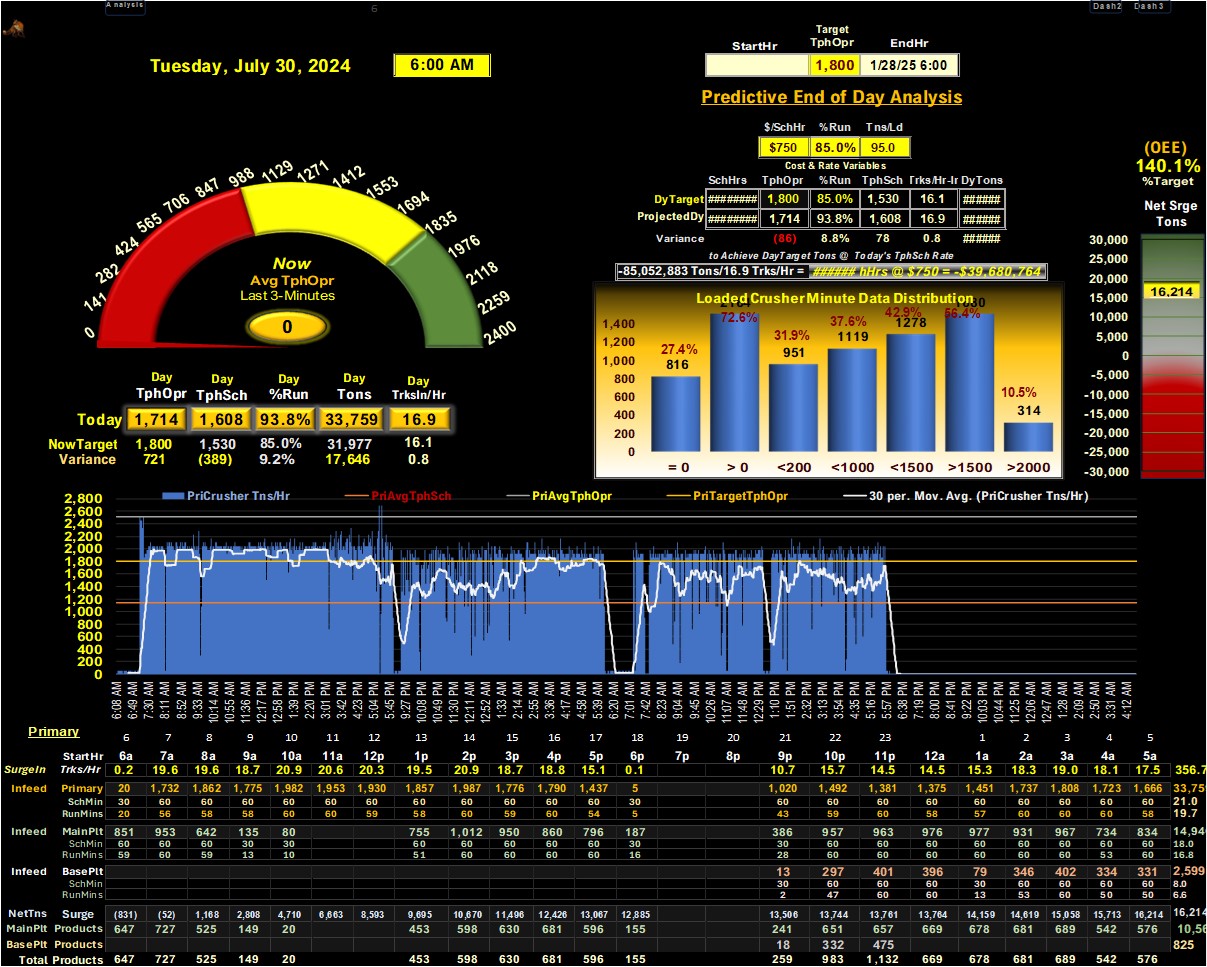 Analysis 6 Dash2 Dash3
Target
StartHr TphOpr EndHr
Tuesday, July 30, 2024 6:00 AM 1,800 1/28/25 6:00
Predictive End of Day Analysis
$/SchHr %Run Tns/Ld
$750 85.0% 95.0
Cost & Rate Variables
SchHrs TphOpr %Run TphSch Trks/Hr-Ir DyTons
DyTarget ######## 1,800 85.0% 1,530 16.1 ######
ProjectedDy ######## 1,714 93.8% 1,608 16.9 ######
Variance (86) 8.8% 78 0.8 ######
to Achieve DayTarget Tons @ Today's TphSch Rate
-85,052,883 Tons/16.9 Trks/Hr = ###### hHrs @ $750 = -$39,680,764
(OEE)
140.1%
%Target
Net Srge
Tons
30,000
25,000
20,000
16,214
15,000
10,000
5,000
0
-5,000
-10,000
-15,000
-20,000
-25,000
-30,000
0 141 282 424 565 706 847 988 1129 1271 1412 1553 1694 1835 1976 2118 2259 2400
Now
Avg TphOpr
Last 3-Minutes
0
Loaded Crusher Minute Data Distribution
1,400
1,200
1,000
800
600
400
200
0
27.4% 72.6% 31.9% 37.6% 42.9% 56.4% 10.5%
816 951 1119 1278 314
= 0 > 0 <200 <1000 <1500 >1500 >2000
Day Day Day Day Day
TphOpr TphSch %Run Tons TrksIn/Hr
Today 1,714 1,608 93.8% 33,759 16.9
NowTarget 1,800 1,530 85.0% 31,977 16.1
Variance 721 (389) 9.2% 17,646 0.8
PriCrusher Tns/Hr PriAvgTphSch PriAvgTphOpr PriTargetTphOpr 30 per. Mov. Avg. (PriCrusher Tns/Hr)
2,800
2,600
2,400
2,200
2,000
1,800
1,600
1,400
1,200
1,000
800
600
400
200
0
6:08 AM 6:49 AM 7:30 AM 8:11 AM 8:52 AM 9:33 AM 10:14 AM 10:55 AM 11:36 AM 12:17 PM 12:58 PM 1:39 PM 2:20 PM 3:01 PM 3:42 PM 4:23 PM 5:04 PM 5:45 PM 9:27 PM 10:08 PM 10:49 PM 11:30 PM 12:11 AM 12:52 AM 1:33 AM 2:14 AM 2:55 AM 3:36 AM 4:17 AM 4:58 AM 5:39 AM 6:20 PM 7:01 PM 7:42 PM 8:23 PM 9:04 PM 9:45 PM 10:26 PM 11:07 PM 11:48 PM 12:29 PM 1:10 PM 1:51 PM 2:32 PM 3:13 PM 3:54 PM 4:35 PM 5:16 PM 5:57 PM 6:38 PM 7:19 PM 8:00 PM 8:41 PM 9:22 PM 10:03 AM 10:44 AM 11:25 AM 12:06 AM 12:47 AM 1:28 AM 2:09 AM 2:50 AM 3:31 AM 4:12 AM
Primary 6 7 8 9 10 11 12 13 14 15 16 17 18 19 20 21 22 23 1 2 3 4 5
StartHr 6a 7a 8a 9a 10a 11a 12p 1p 2p 3p 4p 5p 6p 7p 8p 9p 10p 11p 12a 1a 2a 3a 4a 5a
SurgeIn Trks/Hr 0.2 19.6 19.6 18.7 20.9 20.6 20.3 19.5 20.9 18.7 18.8 15.1 0.1 10.7 15.7 14.5 14.5 15.3 18.3 19.0 18.1 17.5 356.7
Infeed Primary 20 1,732 1,862 1,775 1,982 1,953 1,930 1,857 1,987 1,776 1,790 1,437 5 1,020 1,492 1,381 1,375 1,451 1,737 1,808 1,723 1,666 33,75
SchMin 30 60 60 60 60 60 60 60 60 60 60 60 30 60 60 60 60 60 60 60 60 60 21.0
RunMins 20 56 58 58 60 60 59 58 60 59 60 54 5 43 59 60 58 57 60 60 60 58 19.7
Infeed MainPlt 851 953 642 135 80 755 1,012 950 860 796 187 386 957 963 976 977 931 967 734 834 14,94
SchMin 60 60 60 30 30 60 60 60 60 60 30 60 60 60 60 60 60 60 60 60 18.0
RunMins 59 60 59 13 10 51 60 60 60 60 16 28 60 60 60 60 60 60 53 60 16.8
Infeed BasePlt 13 297 401 396 79 346 402 334 331 2,599
SchMin 30 60 60 60 30 60 60 60 60 8.0
RunMins 2 47 60 60 13 53 60 50 50 6.6
NetTns Surge (831) (52) 1,168 2,808 4,710 6,663 8,593 9,695 10,670 11,496 12,426 13,067 12,885 13,506 13,744 13,761 13,764 14,159 14,619 15,058 15,713 16,214 16,214
MainPlt Products 647 727 525 149 20 453 598 630 681 596 155 241 651 657 669 678 681 689 542 576 10,56
BasePlt Products 18 332 475 825
Total Products 647 727 525 149 20 453 598 630 681 596 155 259 983 1,132 669 678 681 689 542 576